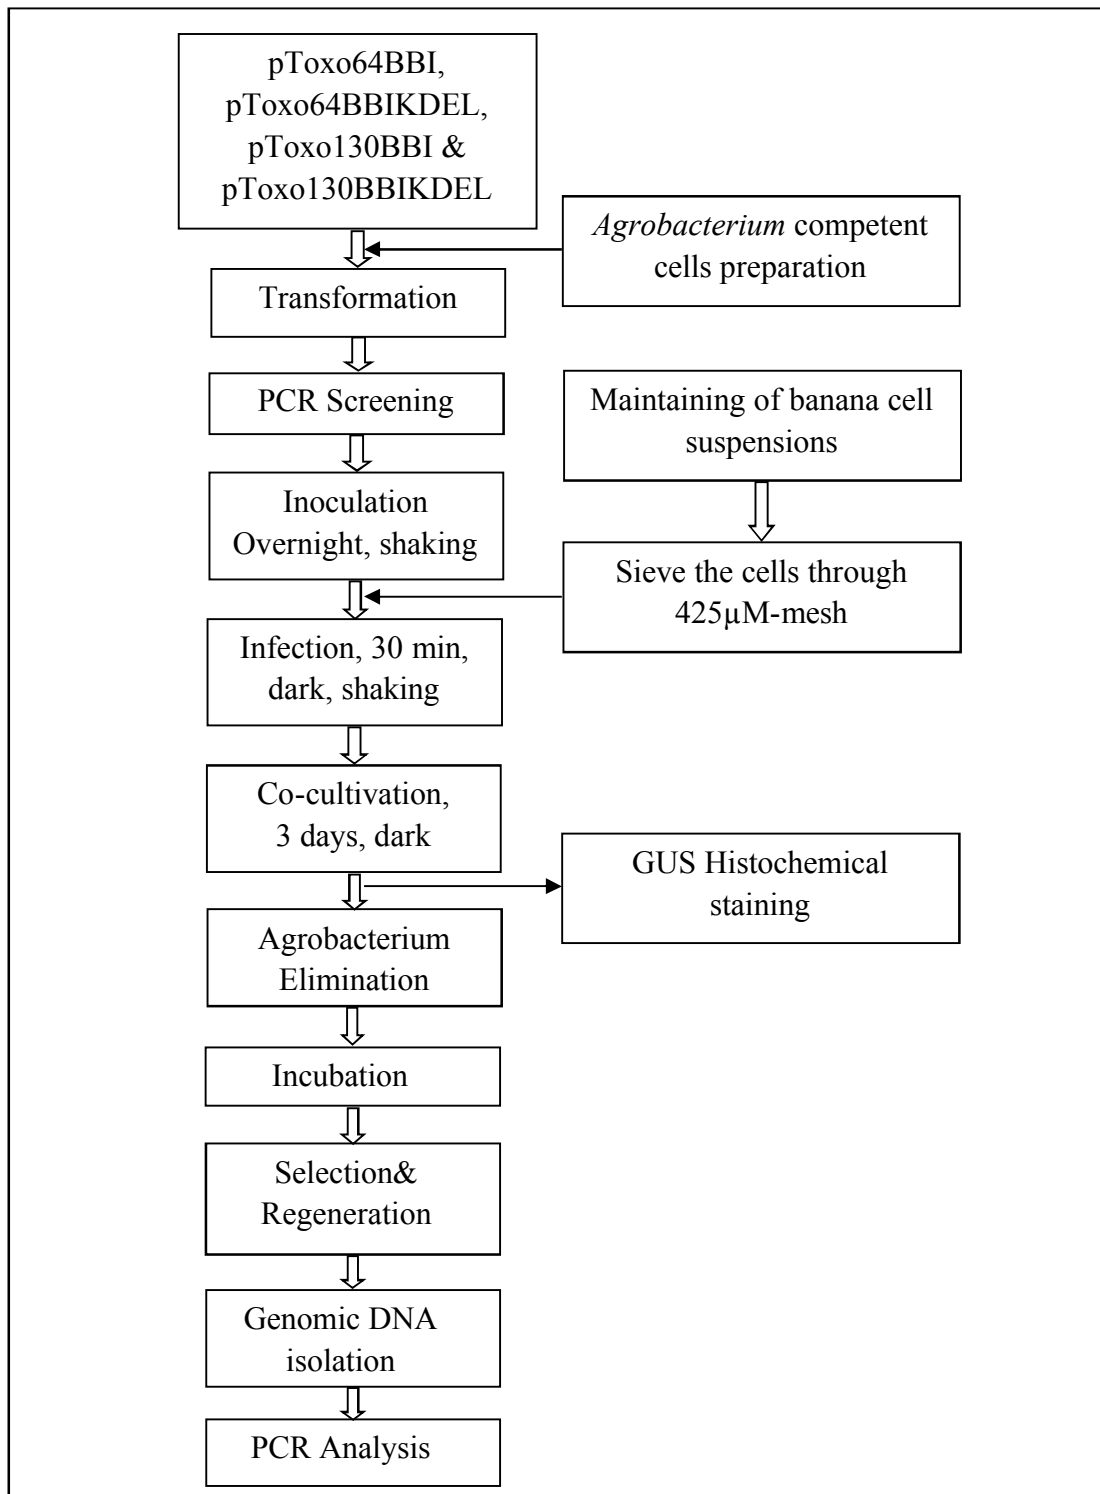 pToxo64BBI,
pToxo64BBIKDEL,
pToxo130BBI &
pToxo130BBIKDEL
Agrobacterium competent
cells preparation
Transformation
PCR Screening
Maintaining of banana cell
suspensions
Inoculation
Overnight, shaking
Sieve the cells through
425µM-mesh
Infection, 30 min,
dark, shaking
Co-cultivation,
3 days, dark
GUS Histochemical
staining
Agrobacterium
Elimination
Incubation
Selection&
Regeneration
Genomic DNA
isolation
PCR Analysis